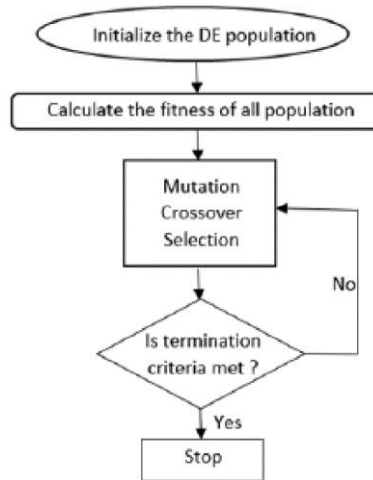 Initialize the DE population
Calculate the fitness of all population
Mutation
Crossover
Selection
No
Is termination
criteria met ?
Yes
Stop